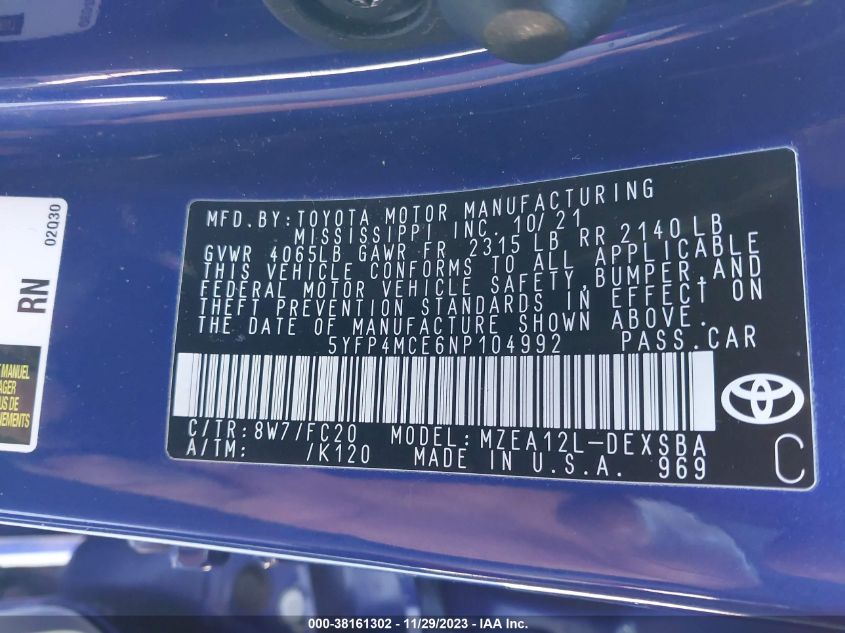 02Q30
RN
MANUEL
MFD.BY:TOYOTA MOTOR MANUFACTURING
MISSISSIPPI INC. 10/21
GVWR 4065LB GAWR FR 2315 LB RR 2140 LB
THIS VEHICLE CONFORMS TO ALL APPLICABLE
FEDERAL MOTOR VEHICLE SAFETY,BUMPER,AND
THEFT PREVENTION STANDARDS IN EFFECT ON
THE DATE OF MANUFACTURE SHOWN ABOVE.
5YFP4MCE6NP104992 PASS.CAR
C/TR:8W7/FC20 MODEL:MZEA12L-DEXSBA
A/TM: /K120 MADE IN U.S.A. 969
C
000-38161302 - 11/29/2023 - IAA Inc.